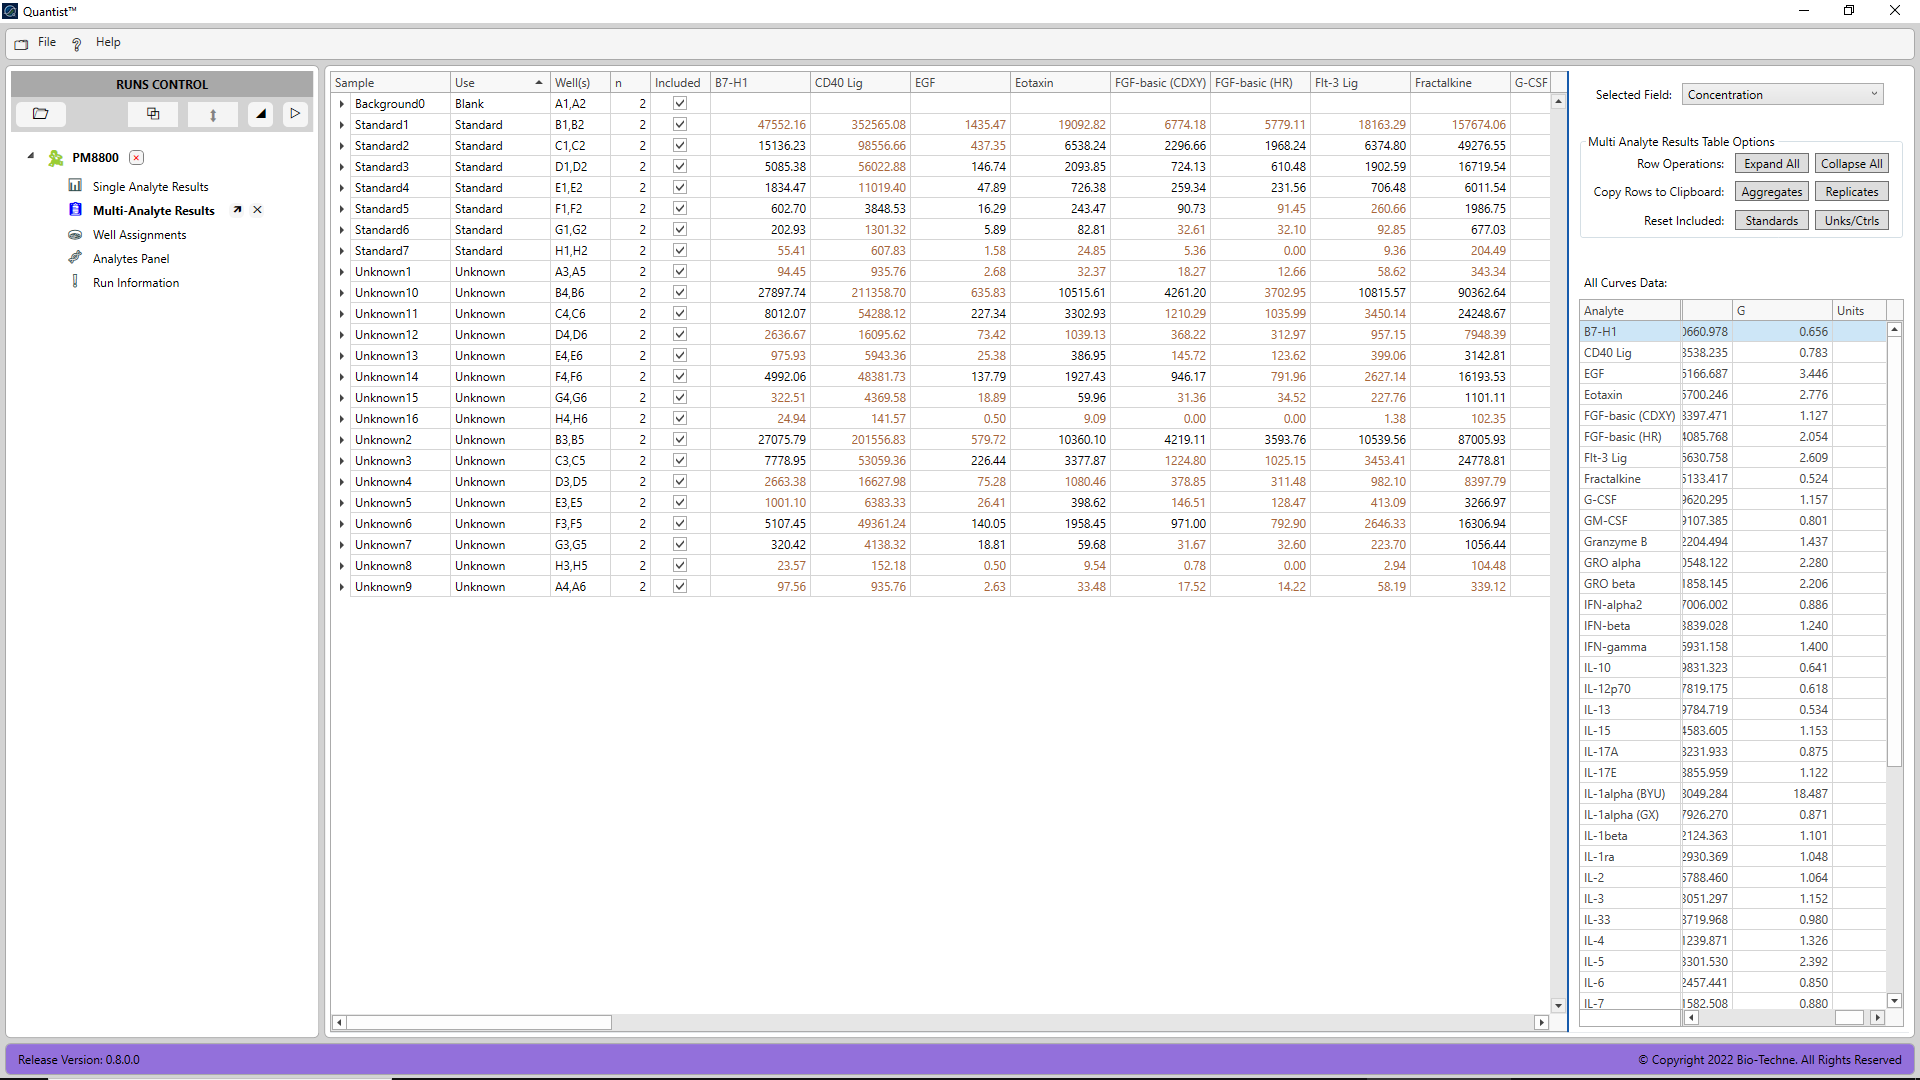 Quantist™
File Help
RUNS CONTROL
PM8800
Single Analyte Results
Multi-Analyte Results
Well Assignments
Analytes Panel
Run Information
Sample Use Well(s) n Included B7-H1 CD40 Lig EGF Eotaxin FGF-basic (CDXY) FGF-basic (HR) Flt-3 Lig Fractalkine G-CSF
Background0 Blank A1,A2 2
Standard1 Standard B1,B2 2 47552.16 352565.08 1435.47 19092.82 6774.18 5779.11 18163.29 157674.06
Standard2 Standard C1,C2 2 15136.23 98556.66 437.35 6538.24 2296.66 1968.24 6374.80 49276.55
Standard3 Standard D1,D2 2 5085.38 56022.88 146.74 2093.85 724.13 610.48 1902.59 16719.54
Standard4 Standard E1,E2 2 1834.47 11019.40 47.89 726.38 259.34 231.56 706.48 6011.54
Standard5 Standard F1,F2 2 602.70 3848.53 16.29 243.47 90.73 91.45 260.66 1986.75
Standard6 Standard G1,G2 2 202.93 1301.32 5.89 82.81 32.61 32.10 92.85 677.03
Standard7 Standard H1,H2 2 55.41 607.83 1.58 24.85 5.36 0.00 9.36 204.49
Unknown1 Unknown A3,A5 2 94.45 935.76 2.68 32.37 18.27 12.66 58.62 343.34
Unknown10 Unknown B4,B6 2 27897.74 211358.70 635.83 10515.61 4261.20 3702.95 10815.57 90362.64
Unknown11 Unknown C4,C6 2 8012.07 54288.12 227.34 3302.93 1210.29 1035.99 3450.14 24248.67
Unknown12 Unknown D4,D6 2 2636.67 16095.62 73.42 1039.13 368.22 312.97 957.15 7948.39
Unknown13 Unknown E4,E6 2 975.93 5943.36 25.38 386.95 145.72 123.62 399.06 3142.81
Unknown14 Unknown F4,F6 2 4992.06 48381.73 137.79 1927.43 946.17 791.96 2627.14 16193.53
Unknown15 Unknown G4,G6 2 322.51 4369.58 18.89 59.96 31.36 34.52 227.76 1101.11
Unknown16 Unknown H4,H6 2 24.94 141.57 0.50 9.09 0.00 0.00 1.38 102.35
Unknown2 Unknown B3,B5 2 27075.79 201556.83 579.72 10360.10 4219.11 3593.76 10539.56 87005.93
Unknown3 Unknown C3,C5 2 7778.95 53059.36 226.44 3377.87 1224.80 1025.15 3453.41 24778.81
Unknown4 Unknown D3,D5 2 2663.38 16627.98 75.28 1080.46 378.85 311.48 982.10 8397.79
Unknown5 Unknown E3,E5 2 1001.10 6383.33 26.41 398.62 146.51 128.47 413.09 3266.97
Unknown6 Unknown F3,F5 2 5107.45 49361.24 140.05 1958.45 971.00 792.90 2646.33 16306.94
Unknown7 Unknown G3,G5 2 320.42 4138.32 18.81 59.68 31.67 32.60 223.70 1056.44
Unknown8 Unknown H3,H5 2 23.57 152.18 0.50 9.54 0.78 0.00 2.94 104.48
Unknown9 Unknown A4,A6 2 97.56 935.76 2.63 33.48 17.52 14.22 58.19 339.12
Selected Field: Concentration
Multi Analyte Results Table Options
Row Operations: Expand All Collapse All
Copy Rows to Clipboard: Aggregates Replicates
Reset Included: Standards Unks/Ctrls
All Curves Data:
Analyte G Units
B7-H1 0660.978 0.656
CD40 Lig 8538.235 0.783
EGF 5166.687 3.446
Eotaxin 5700.246 2.776
FGF-basic (CDXY) 3397.471 1.127
FGF-basic (HR) 4085.768 2.054
Flt-3 Lig 5630.758 2.609
Fractalkine 5133.417 0.524
G-CSF 9620.295 1.157
GM-CSF 9107.385 0.801
Granzyme B 2204.494 1.437
GRO alpha 0548.122 2.280
GRO beta 1858.145 2.206
IFN-alpha2 7006.002 0.886
IFN-beta 3839.028 1.240
IFN-gamma 5931.158 1.400
IL-10 9831.323 0.641
IL-12p70 7819.175 0.618
IL-13 9784.719 0.534
IL-15 4583.605 1.153
IL-17A 3231.933 0.875
IL-17E 3855.959 1.122
IL-1alpha (BYU) 3049.284 18.487
IL-1alpha (GX) 7926.270 0.871
IL-1beta 2124.363 1.101
IL-1ra 2930.369 1.048
IL-2 5788.460 1.064
IL-3 3051.297 1.152
IL-33 3719.968 0.980
IL-4 1239.871 1.326
IL-5 3301.530 2.392
IL-6 2457.441 0.850
IL-7 1582.508 0.880
Release Version: 0.8.0.0
© Copyright 2022 Bio-Techne. All Rights Reserved